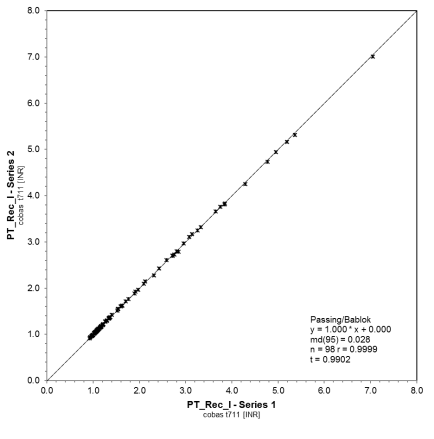 8.0
7.0
6.0
5.0
4.0
3.0
2.0
1.0
0.0
PT_Rec_I - Series 2
cobas t711 [INR]
Passing/Bablok
y = 1.000 * x + 0.000
md(95) = 0.028
n = 98 r = 0.9999
t = 0.9902
0.0 1.0 2.0 3.0 4.0 5.0 6.0 7.0 8.0
PT_Rec_I - Series 1
cobas t711 [INR]